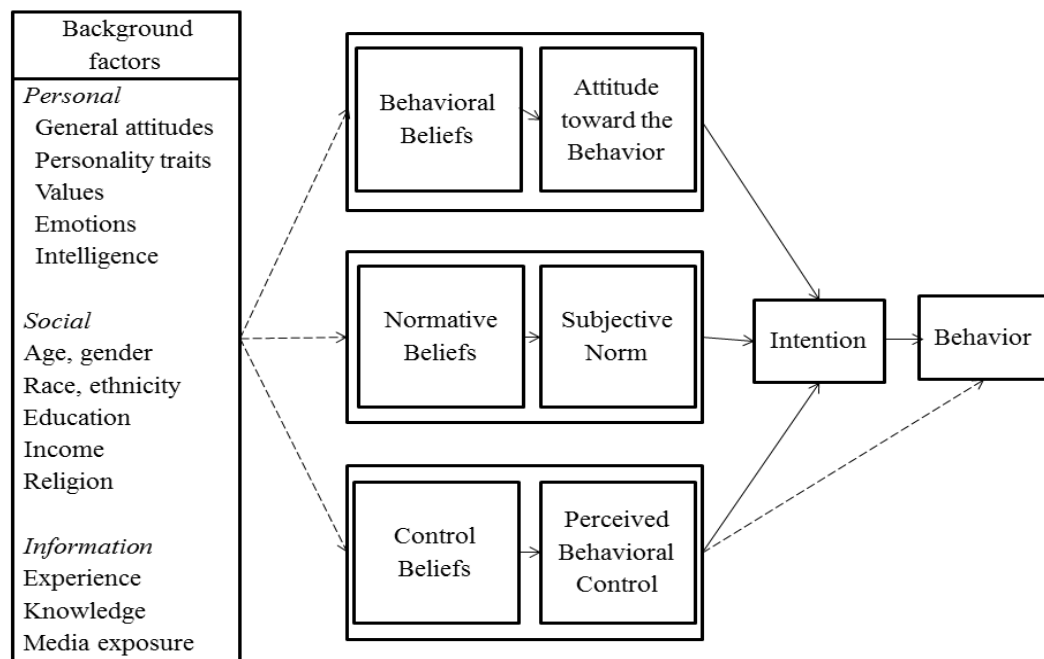 Background
factors
Personal
General attitudes
Personality traits
Values
Emotions
Intelligence
Social
Age, gender
Race, ethnicity
Education
Income
Religion
Information
Experience
Knowledge
Media exposure
Behavioral
Beliefs
Attitude
toward the
Behavior
Normative
Beliefs
Subjective
Norm
Control
Beliefs
Perceived
Behavioral
Control
Intention
Behavior